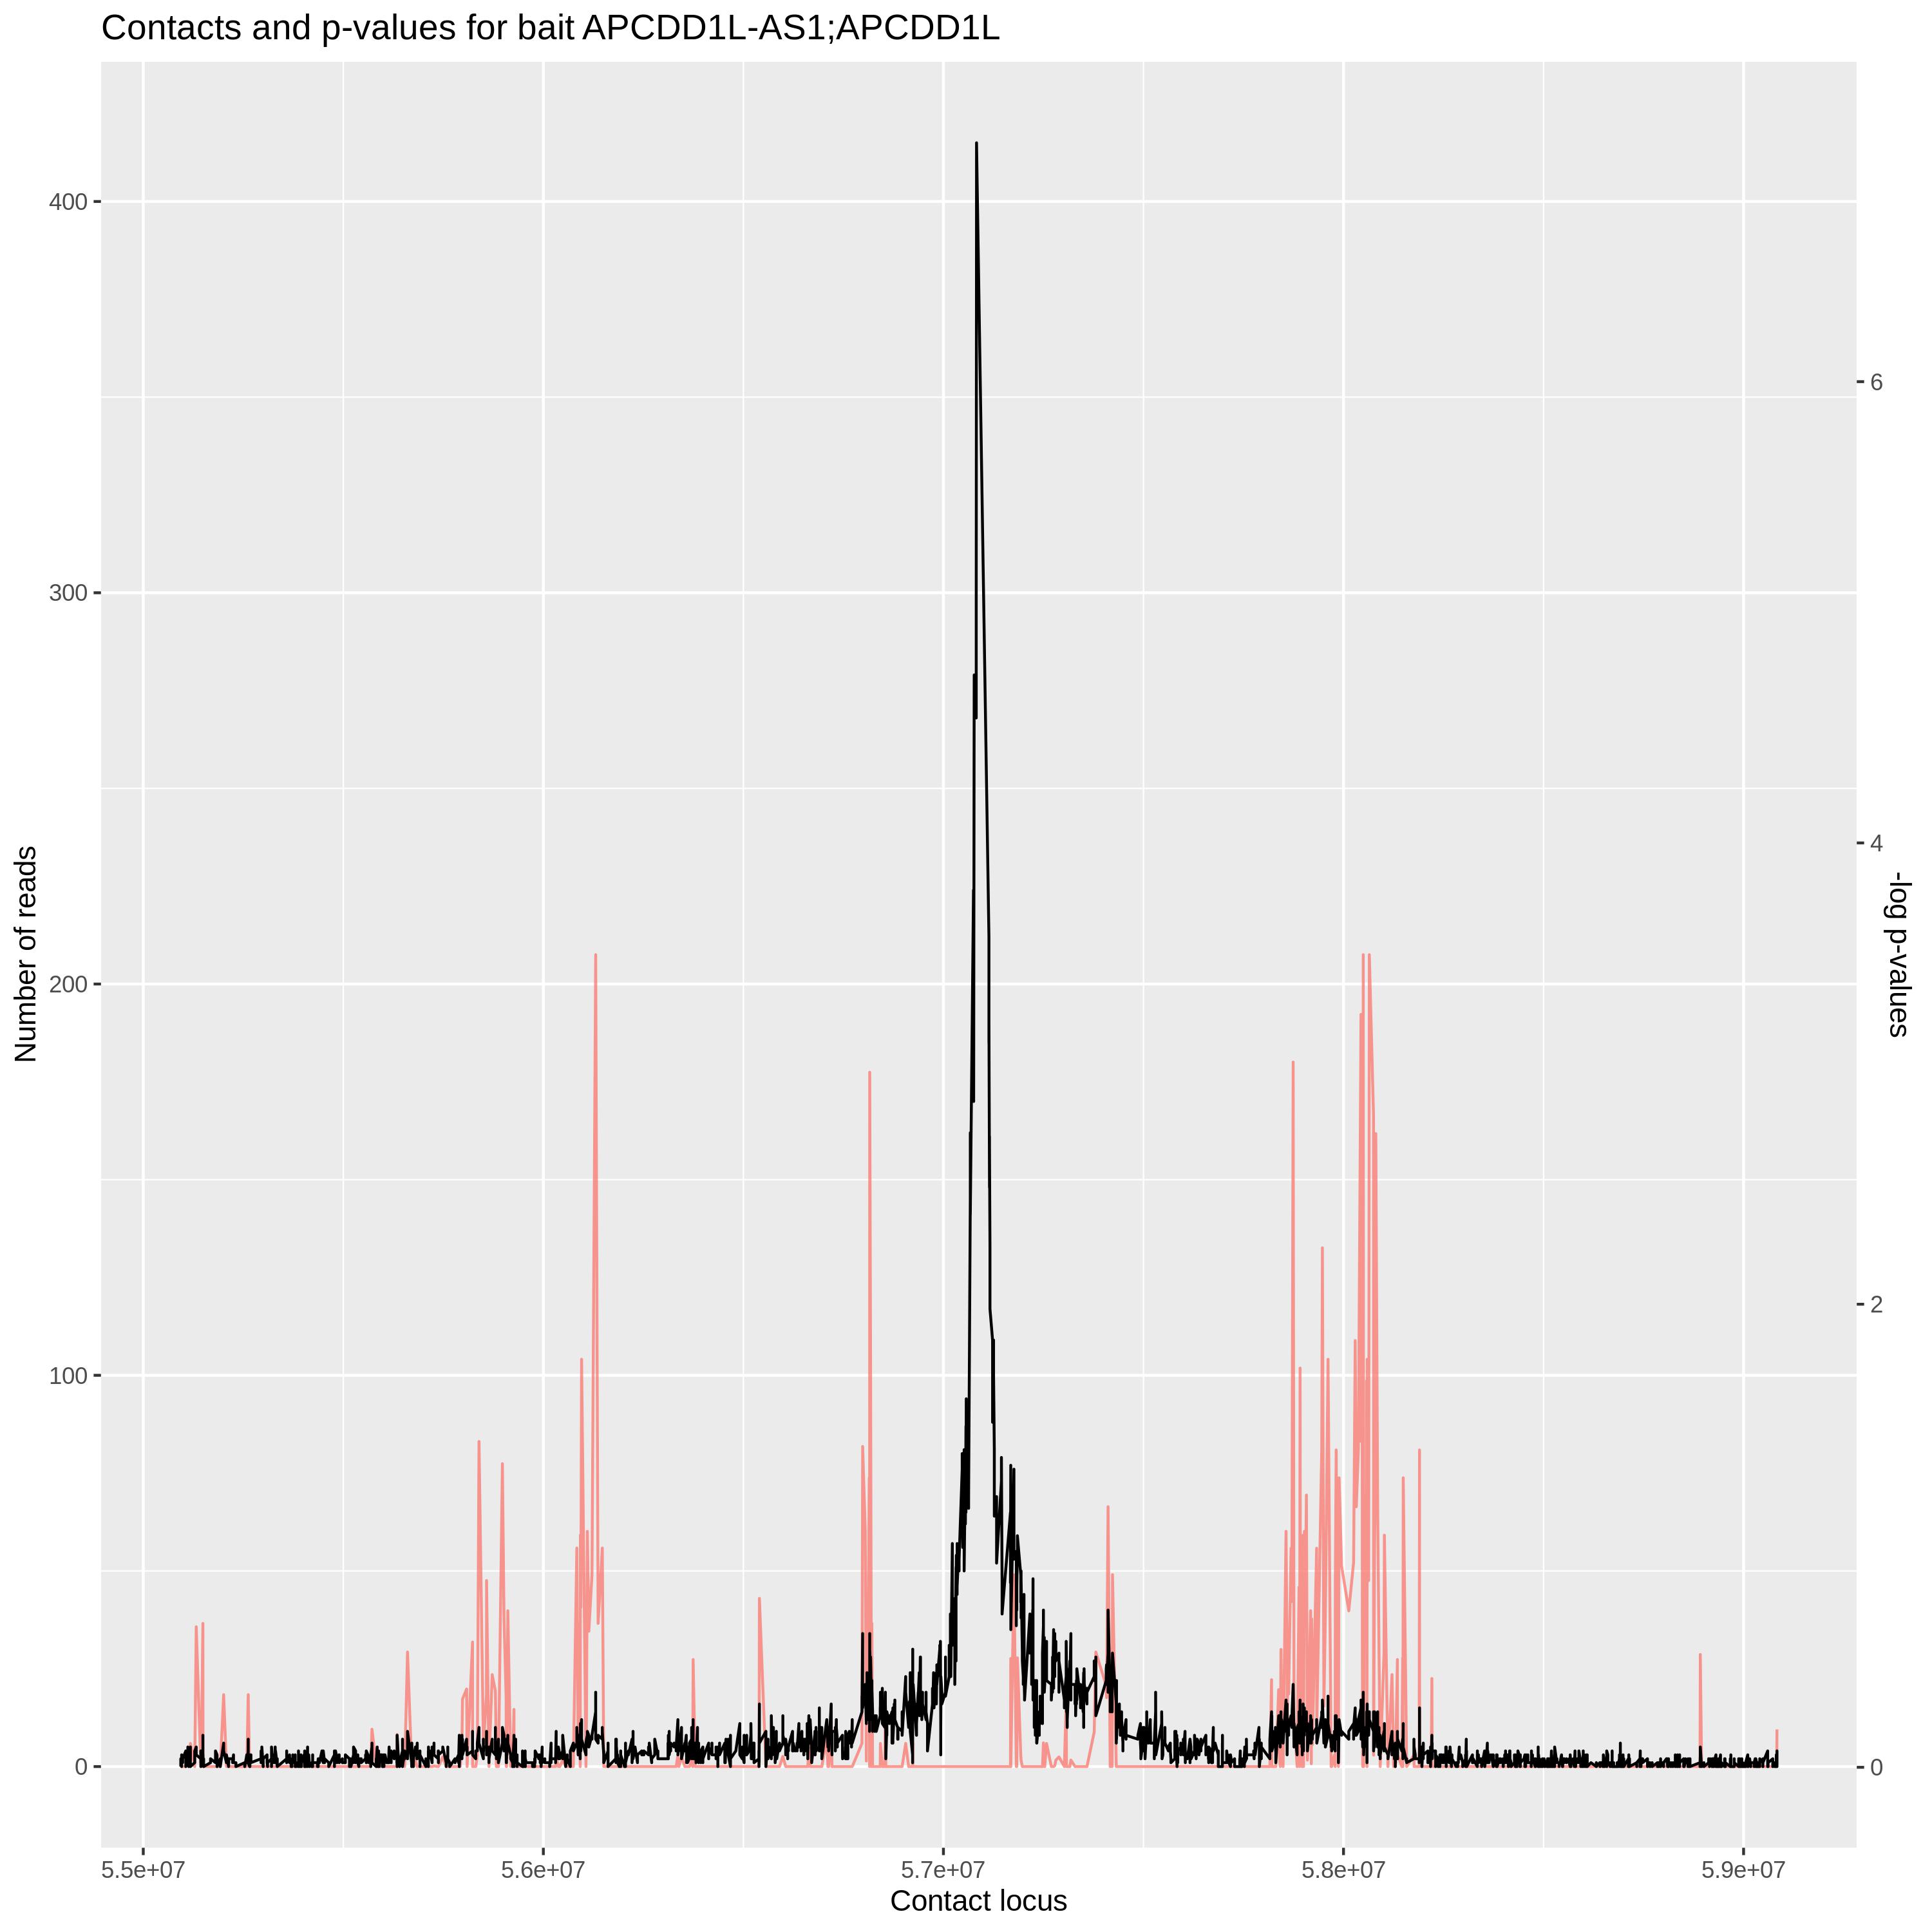 Contacts and p-values for bait APCDD1L-AS1;APCDD1L
400
300
200
100
0
6
4
2
0
Number of reads
-log p-values
5.5e+07
5.6e+07
5.7e+07
5.8e+07
5.9e+07
Contact locus